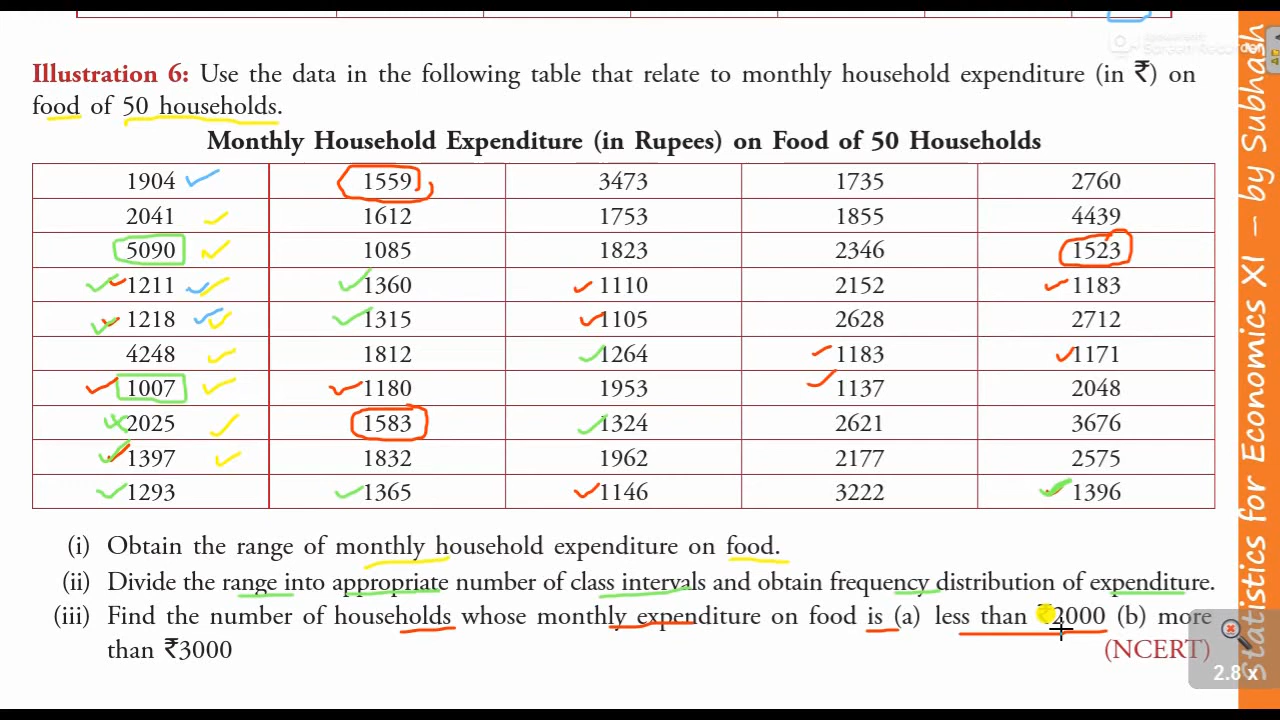 Illustration 6: Use the data in the following table that relate to monthly household expenditure (in ₹) on
food of 50 households.
Monthly Household Expenditure (in Rupees) on Food of 50 Households
1904 1559 3473 1735 2760
2041 1612 1753 1855 4439
5090 1085 1823 2346 1523
1211 1360 1110 2152 1183
1218 1315 1105 2628 2712
4248 1812 1264 1183 1171
1007 1180 1953 1137 2048
2025 1583 1324 2621 3676
1397 1832 1962 2177 2575
1293 1365 1146 3222 1396
(i) Obtain the range of monthly household expenditure on food.
(ii) Divide the range into appropriate number of class intervals and obtain frequency distribution of expenditure.
(iii) Find the number of households whose monthly expenditure on food is (a) less than ₹2000 (b) more
than ₹3000
(NCERT)
2.8 x
Statistics for Economics XI – by Subhash